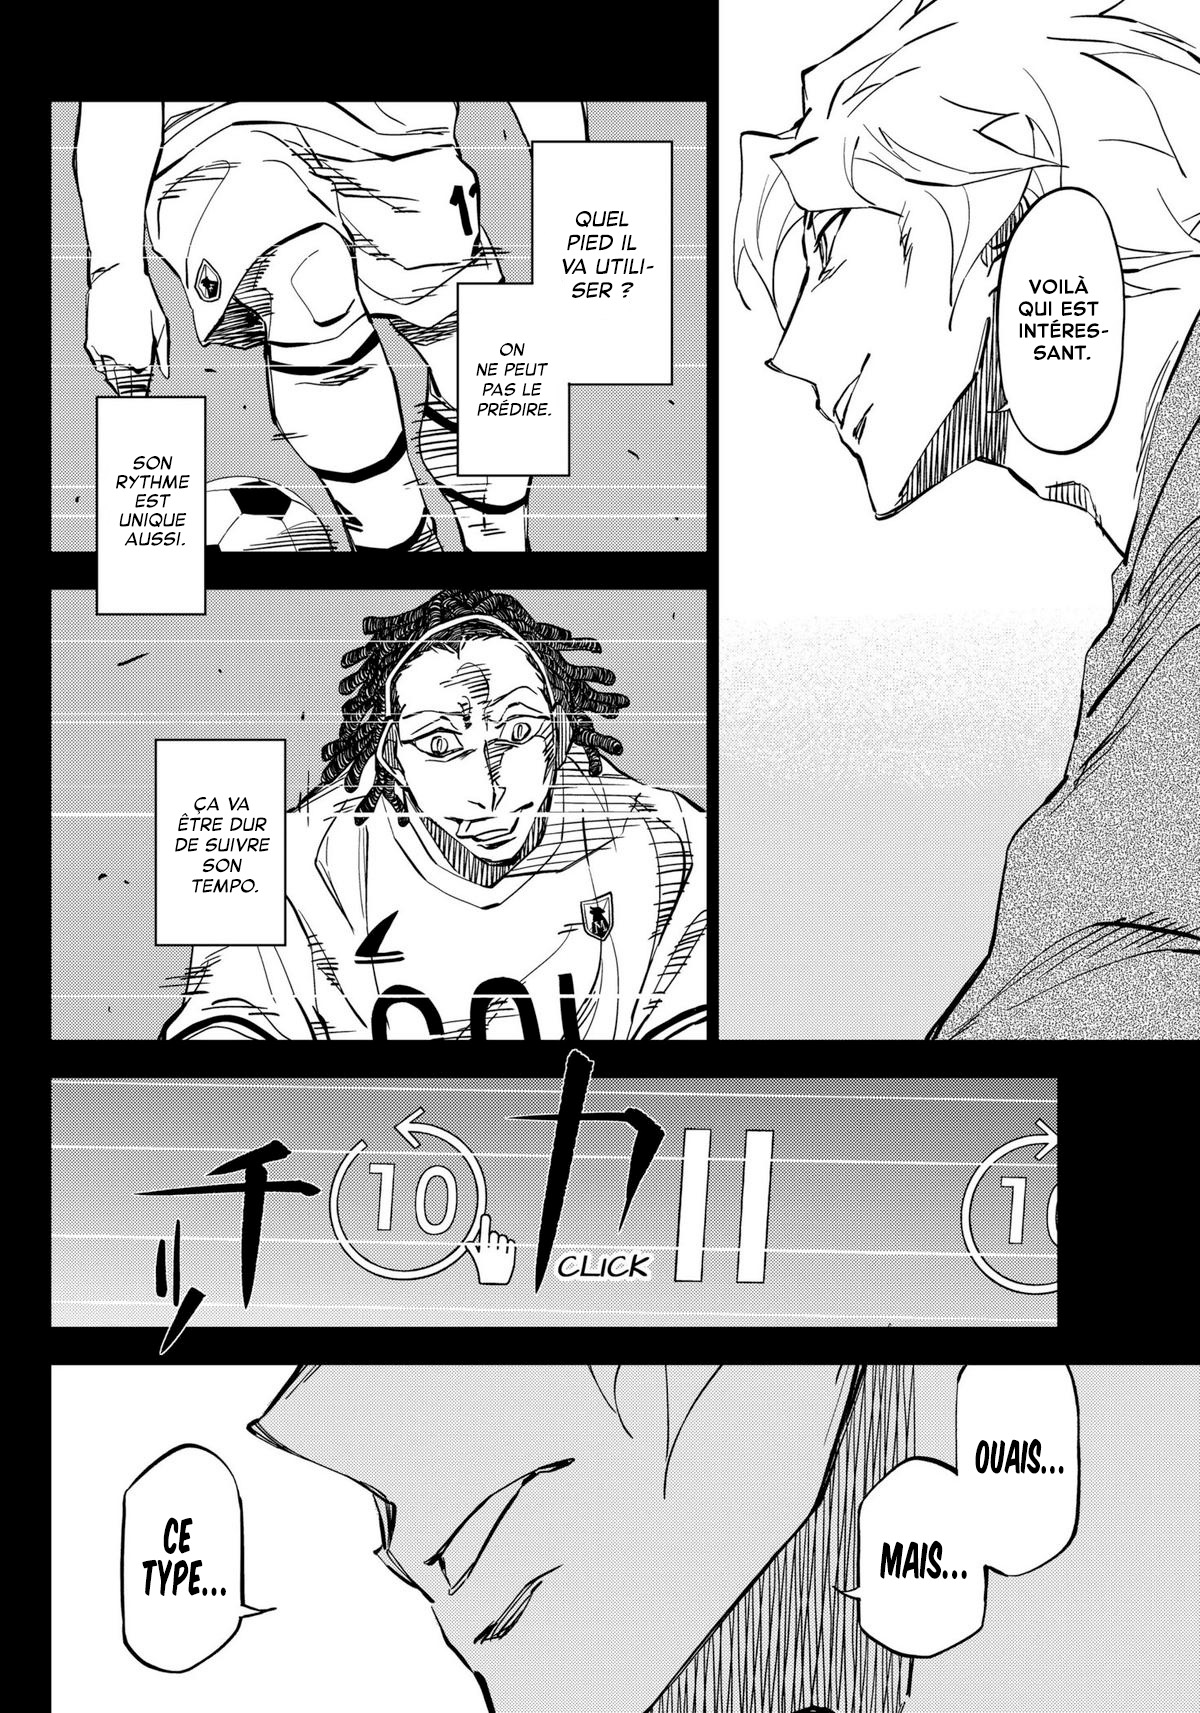 VOILÀ
QUI EST
INTÉRES-
SANT.
QUEL
PIED IL
VA UTILI-
SER ?
ON
NE PEUT
PAS LE
PRÉDIRE.
SON
RYTHME
EST
UNIQUE
AUSSI.
ÇA VA
ÊTRE DUR
DE SUIVRE
SON
TEMPO.
M
カチッ
CLICK
10
10
OUAIS...
MAIS...
CE
TYPE...